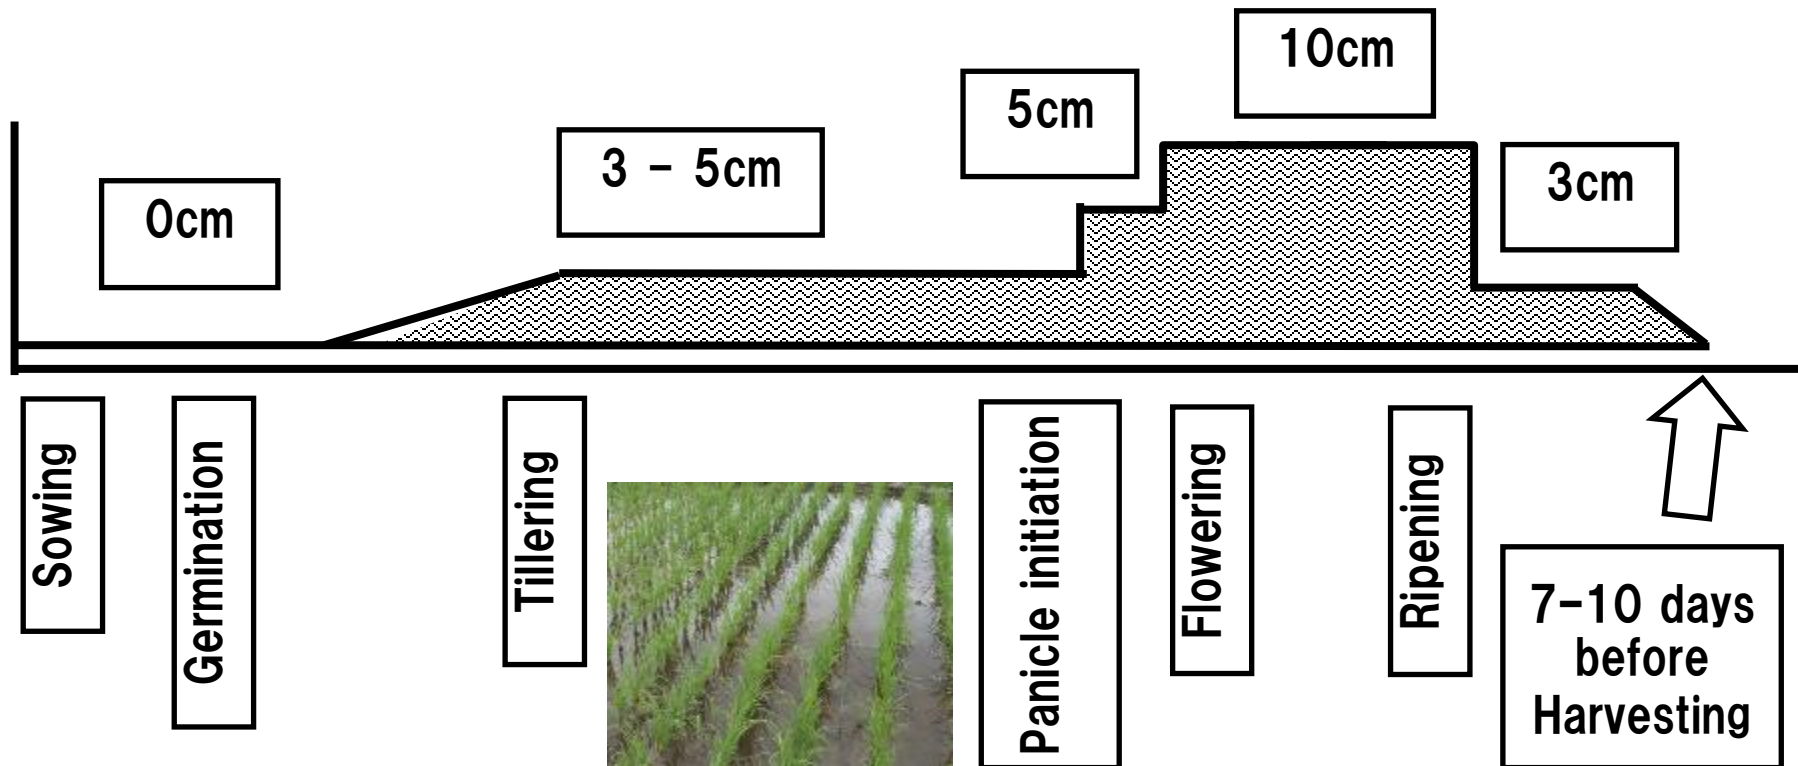 10cm
5cm
3 - 5cm
3cm
0cm
Sowing
Germination
Tillering
Panicle initiation
Flowering
Ripening
7-10 days
before
Harvesting